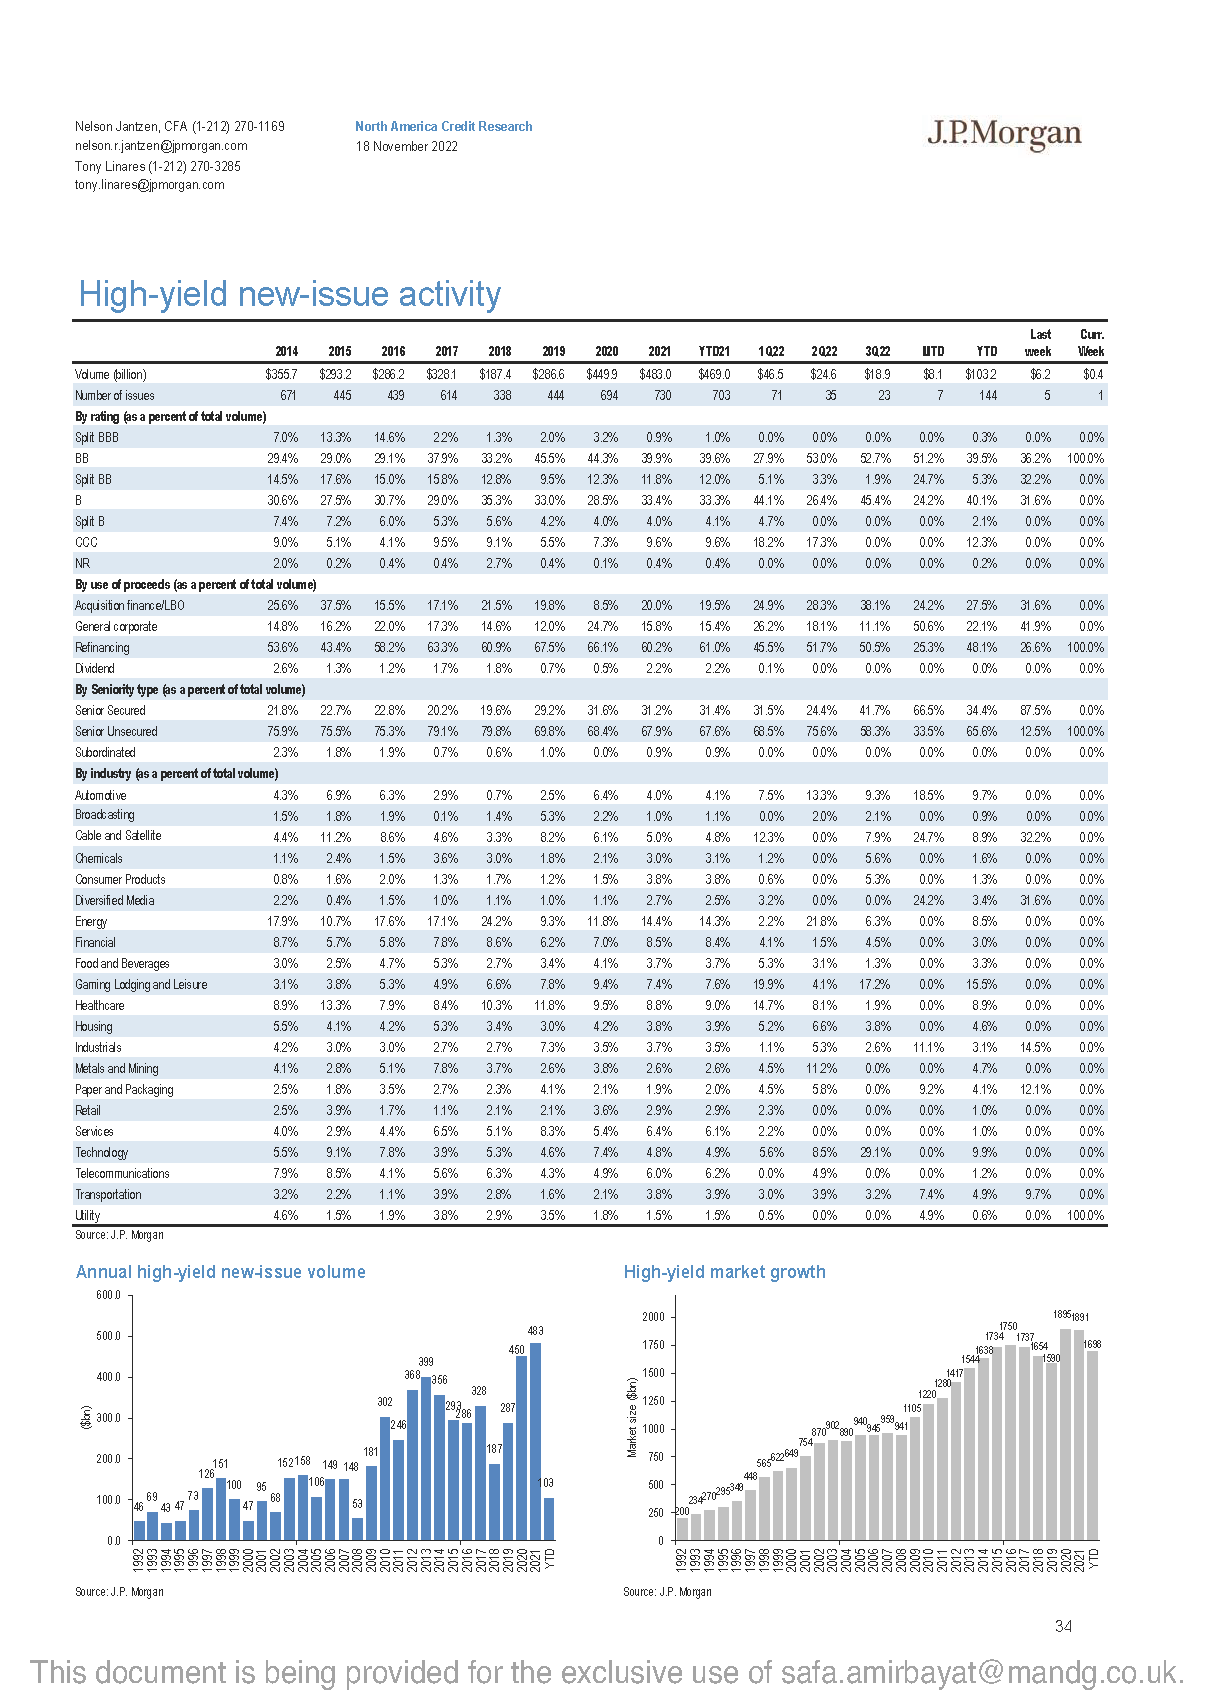 Nelson Jantzen, CFA (1-212) 270-1169
nelson.r.jantzen@jpmorgan.com
Tony Linares (1-212) 270-3285
tony.linares@jpmorgan.com
North America Credit Research
18 November 2022
J.P.Morgan
High-yield new-issue activity
2014 2015 2016 2017 2018 2019 2020 2021 YTD21 1Q22 2Q22 3Q22 MTD YTD Last week Curr. Week
Volume (billion) $355.7 $293.2 $286.2 $328.1 $187.4 $286.6 $449.9 $483.0 $469.0 $46.5 $24.6 $18.9 $8.1 $103.2 $6.2 $0.4
Number of issues 671 445 439 614 338 444 694 730 703 71 35 23 7 144 5 1
By rating (as a percent of total volume)
Split BBB 7.0% 13.3% 14.6% 2.2% 1.3% 2.0% 3.2% 0.9% 1.0% 0.0% 0.0% 0.0% 0.0% 0.3% 0.0% 0.0%
BB 29.4% 29.0% 29.1% 37.9% 33.2% 45.5% 44.3% 39.9% 39.6% 27.9% 53.0% 52.7% 51.2% 39.5% 36.2% 100.0%
Split BB 14.5% 17.6% 15.0% 15.8% 12.8% 9.5% 12.3% 11.8% 12.0% 5.1% 3.3% 1.9% 24.7% 5.3% 32.2% 0.0%
B 30.6% 27.5% 30.7% 29.0% 35.3% 33.0% 28.5% 33.4% 33.3% 44.1% 26.4% 45.4% 24.2% 40.1% 31.6% 0.0%
Split B 7.4% 7.2% 6.0% 5.3% 5.6% 4.2% 4.0% 4.0% 4.1% 4.7% 0.0% 0.0% 0.0% 2.1% 0.0% 0.0%
CCC 9.0% 5.1% 4.1% 9.5% 9.1% 5.5% 7.3% 9.6% 9.6% 18.2% 17.3% 0.0% 0.0% 12.3% 0.0% 0.0%
NR 2.0% 0.2% 0.4% 0.4% 2.7% 0.4% 0.1% 0.4% 0.4% 0.0% 0.0% 0.0% 0.0% 0.2% 0.0% 0.0%
By use of proceeds (as a percent of total volume)
Acquisition finance/LBO 25.6% 37.5% 15.5% 17.1% 21.5% 19.8% 8.5% 20.0% 19.5% 24.9% 28.3% 38.1% 24.2% 27.5% 31.6% 0.0%
General corporate 14.8% 16.2% 22.0% 17.3% 14.6% 12.0% 24.7% 15.8% 15.4% 26.2% 18.1% 11.1% 50.6% 22.1% 41.9% 0.0%
Refinancing 53.6% 43.4% 58.2% 63.3% 60.9% 67.5% 66.1% 60.2% 61.0% 45.5% 51.7% 50.5% 25.3% 48.1% 26.6% 100.0%
Dividend 2.6% 1.3% 1.2% 1.7% 1.8% 0.7% 0.5% 2.2% 2.2% 0.1% 0.0% 0.0% 0.0% 0.0% 0.0% 0.0%
By Seniority type (as a percent of total volume)
Senior Secured 21.8% 22.7% 22.8% 20.2% 19.6% 29.2% 31.6% 31.2% 31.4% 31.5% 24.4% 41.7% 66.5% 34.4% 87.5% 0.0%
Senior Unsecured 75.9% 75.5% 75.3% 79.1% 79.8% 69.8% 68.4% 67.9% 67.6% 68.5% 75.6% 58.3% 33.5% 65.6% 12.5% 100.0%
Subordinated 2.3% 1.8% 1.9% 0.7% 0.6% 1.0% 0.0% 0.9% 0.9% 0.0% 0.0% 0.0% 0.0% 0.0% 0.0% 0.0%
By industry (as a percent of total volume)
Automotive 4.3% 6.9% 6.3% 2.9% 0.7% 2.5% 6.4% 4.0% 4.1% 7.5% 13.3% 9.3% 18.5% 9.7% 0.0% 0.0%
Broadcasting 1.5% 1.8% 1.9% 0.1% 1.4% 5.3% 2.2% 1.0% 1.1% 0.0% 2.0% 2.1% 0.0% 0.9% 0.0% 0.0%
Cable and Satellite 4.4% 11.2% 8.6% 4.6% 3.3% 8.2% 6.1% 5.0% 4.8% 12.3% 0.0% 7.9% 24.7% 8.9% 32.2% 0.0%
Chemicals 1.1% 2.4% 1.5% 3.6% 3.0% 1.8% 2.1% 3.0% 3.1% 1.2% 0.0% 5.6% 0.0% 1.6% 0.0% 0.0%
Consumer Products 0.8% 1.6% 2.0% 1.3% 1.7% 1.2% 1.5% 3.8% 3.8% 0.6% 0.0% 5.3% 0.0% 1.3% 0.0% 0.0%
Diversified Media 2.2% 0.4% 1.5% 1.0% 1.1% 1.0% 1.1% 2.7% 2.5% 3.2% 0.0% 0.0% 24.2% 3.4% 31.6% 0.0%
Energy 17.9% 10.7% 17.6% 17.1% 24.2% 9.3% 11.8% 14.4% 14.3% 2.2% 21.8% 6.3% 0.0% 8.5% 0.0% 0.0%
Financial 8.7% 5.7% 5.8% 7.8% 8.6% 6.2% 7.0% 8.5% 8.4% 4.1% 1.5% 4.5% 0.0% 3.0% 0.0% 0.0%
Food and Beverages 3.0% 2.5% 4.7% 5.3% 2.7% 3.4% 4.1% 3.7% 3.7% 5.3% 3.1% 1.3% 0.0% 3.3% 0.0% 0.0%
Gaming Lodging and Leisure 3.1% 3.8% 5.3% 4.9% 6.6% 7.8% 9.4% 7.4% 7.6% 19.9% 4.1% 17.2% 0.0% 15.5% 0.0% 0.0%
Healthcare 8.9% 13.3% 7.9% 8.4% 10.3% 11.8% 9.5% 8.8% 9.0% 14.7% 8.1% 1.9% 0.0% 8.9% 0.0% 0.0%
Housing 5.5% 4.1% 4.2% 5.3% 3.4% 3.0% 4.2% 3.8% 3.9% 5.2% 6.6% 3.8% 0.0% 4.6% 0.0% 0.0%
Industrials 4.2% 3.0% 3.0% 2.7% 2.7% 7.3% 3.5% 3.7% 3.5% 1.1% 5.3% 2.6% 11.1% 3.1% 14.5% 0.0%
Metals and Mining 4.1% 2.8% 5.1% 7.8% 3.7% 2.6% 3.8% 2.6% 2.6% 4.5% 11.2% 0.0% 0.0% 4.7% 0.0% 0.0%
Paper and Packaging 2.5% 1.8% 3.5% 2.7% 2.3% 4.1% 2.1% 1.9% 2.0% 4.5% 5.8% 0.0% 9.2% 4.1% 12.1% 0.0%
Retail 2.5% 3.9% 1.7% 1.1% 2.1% 2.1% 3.6% 2.9% 2.9% 2.3% 0.0% 0.0% 0.0% 1.0% 0.0% 0.0%
Services 4.0% 2.9% 4.4% 6.5% 5.1% 8.3% 5.4% 6.4% 6.1% 2.2% 0.0% 0.0% 0.0% 1.0% 0.0% 0.0%
Technology 5.5% 9.1% 7.8% 3.9% 5.3% 4.6% 7.4% 4.8% 4.9% 5.6% 8.5% 29.1% 0.0% 9.9% 0.0% 0.0%
Telecommunications 7.9% 8.5% 4.1% 5.6% 6.3% 4.3% 4.9% 6.0% 6.2% 0.0% 4.9% 0.0% 0.0% 1.2% 0.0% 0.0%
Transportation 3.2% 2.2% 1.1% 3.9% 2.8% 1.6% 2.1% 3.8% 3.9% 3.0% 3.9% 3.2% 7.4% 4.9% 9.7% 0.0%
Utility 4.6% 1.5% 1.9% 3.8% 2.9% 3.5% 1.8% 1.5% 1.5% 0.5% 0.0% 0.0% 4.9% 0.6% 0.0% 100.0%
Source: J.P. Morgan
Annual high-yield new-issue volume
($bn)
600.0
500.0
400.0
300.0
200.0
100.0
0.0
46 69 43 47 73 126 151 100 47 95 68 152 158 106 149 148 53 181 302 246 368 399 356 293 286 328 187 287 450 483 103
1992 1993 1994 1995 1996 1997 1998 1999 2000 2001 2002 2003 2004 2005 2006 2007 2008 2009 2010 2011 2012 2013 2014 2015 2016 2017 2018 2019 2020 2021 YTD
Source: J.P. Morgan
High-yield market growth
Market size ($bn)
2000
1750
1500
1250
1000
750
500
250
0
200 234 270 295 349 448 565 622 649 754 870 902 890 940 945 959 941 1105 1220 1280 1417 1544 1638 1734 1750 1737 1654 1590 1895 1891 1698
1992 1993 1994 1995 1996 1997 1998 1999 2000 2001 2002 2003 2004 2005 2006 2007 2008 2009 2010 2011 2012 2013 2014 2015 2016 2017 2018 2019 2020 2021 YTD
Source: J.P. Morgan
34
This document is being provided for the exclusive use of safa.amirbayat@mandg.co.uk.